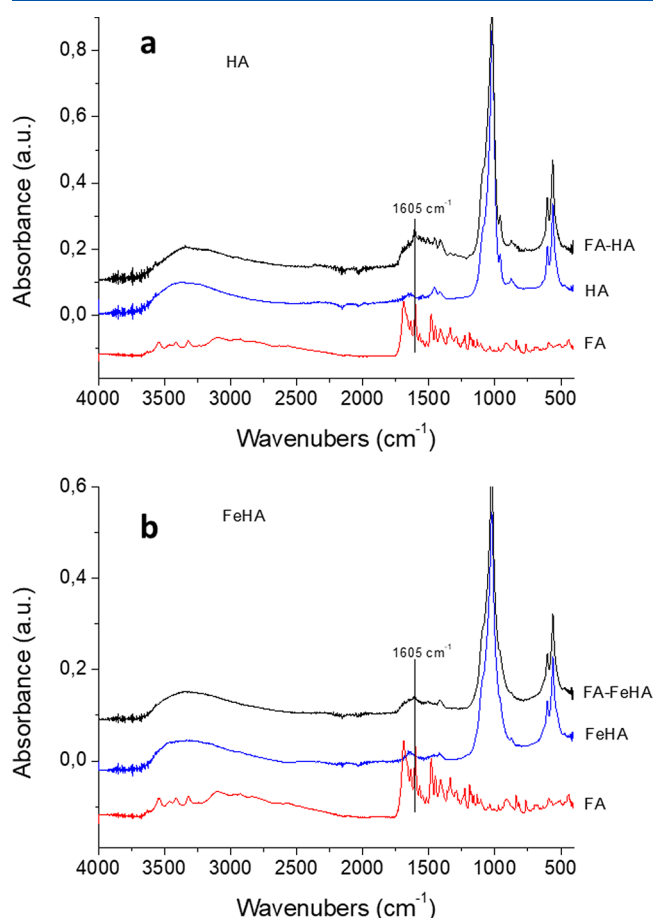 a
HA
0,8
0,6
0,4
0,2
0,0
Absorbance (a.u.)
1605 cm⁻¹
FA-HA
HA
FA
4000 3500 3000 2500 2000 1500 1000 500
Wavenubers (cm⁻¹)
b
FeHA
0,6
0,4
0,2
0,0
Absorbance (a.u.)
1605 cm⁻¹
FA-FeHA
FeHA
FA
4000 3500 3000 2500 2000 1500 1000 500
Wavenubers (cm⁻¹)